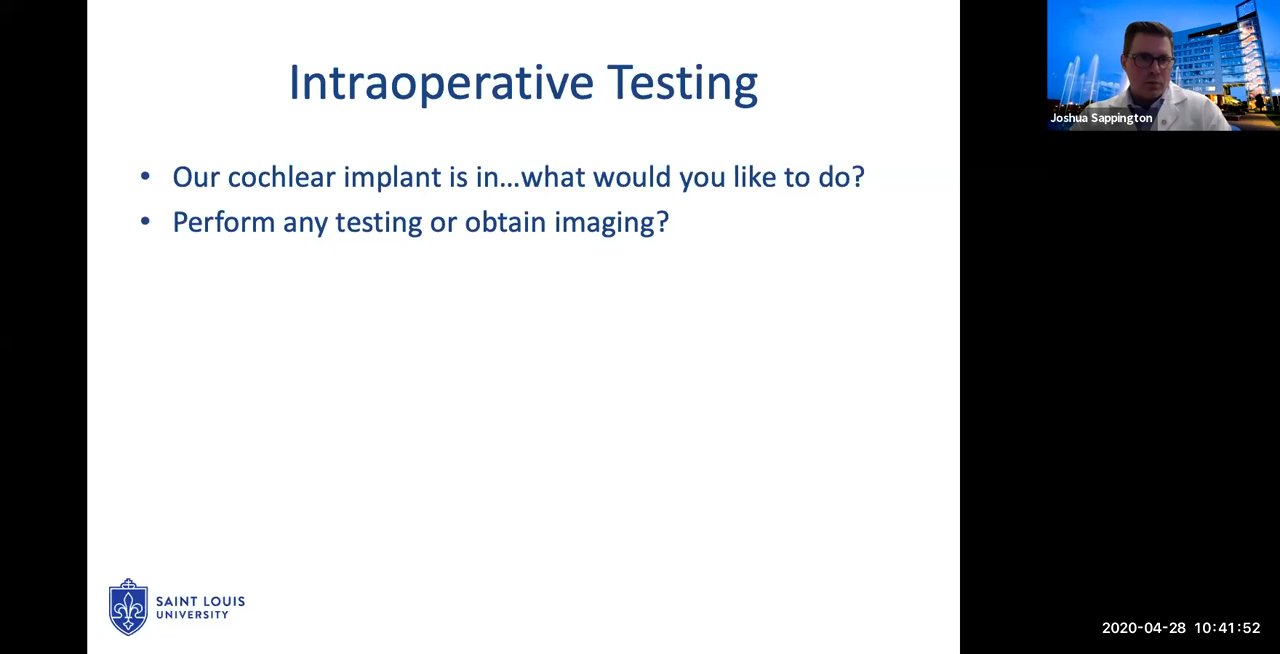 Intraoperative Testing
• Our cochlear implant is in...what would you like to do?
• Perform any testing or obtain imaging?
SAINT LOUIS
UNIVERSITY
Joshua Sappington
2020-04-28 10:41:52